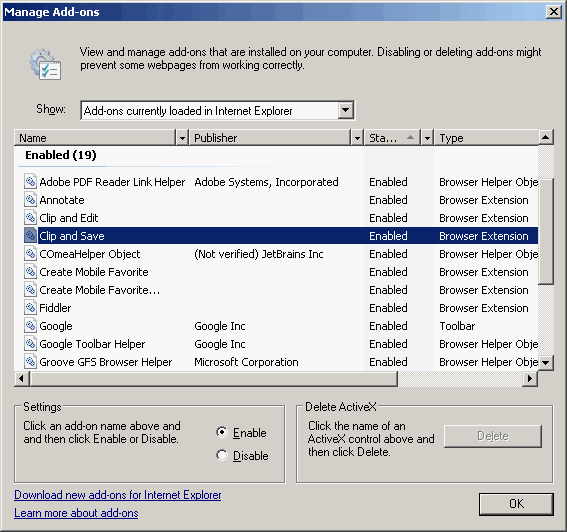 Manage Add-ons
View and manage add-ons that are installed on your computer. Disabling or deleting add-ons might
prevent some webpages from working correctly.
Show: Add-ons currently loaded in Internet Explorer
Name Publisher Sta... Type
Enabled (19)
Adobe PDF Reader Link Helper Adobe Systems, Incorporated Enabled Browser Helper Obje
Annotate Enabled Browser Extension
Clip and Edit Enabled Browser Extension
Clip and Save Enabled Browser Extension
COmeaHelper Object (Not verified) JetBrains Inc Enabled Browser Helper Obje
Create Mobile Favorite Enabled Browser Extension
Create Mobile Favorite... Enabled Browser Extension
Fiddler Enabled Browser Extension
Google Google Inc Enabled Toolbar
Google Toolbar Helper Google Inc Enabled Browser Helper Obje
Groove GFS Browser Helper Microsoft Corporation Enabled Browser Helper Obje
Settings
Click an add-on name above and
and then click Enable or Disable.
Enable
Disable
Delete ActiveX
Click the name of an
ActiveX control above and
then click Delete.
Delete
Download new add-ons for Internet Explorer
Learn more about add-ons
OK